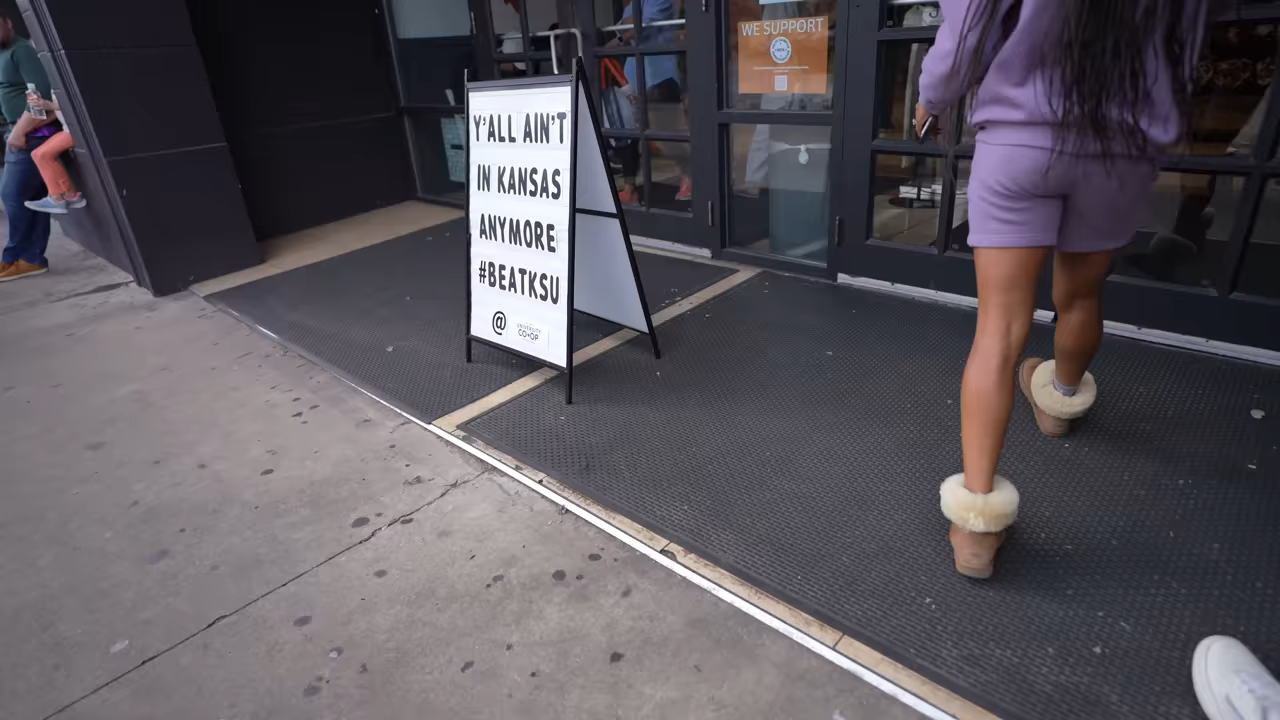 Y'ALL AIN'T
IN KANSAS
ANYMORE
#BEATKSU
@ UNIVERSITY
CO-OP
WE SUPPORT